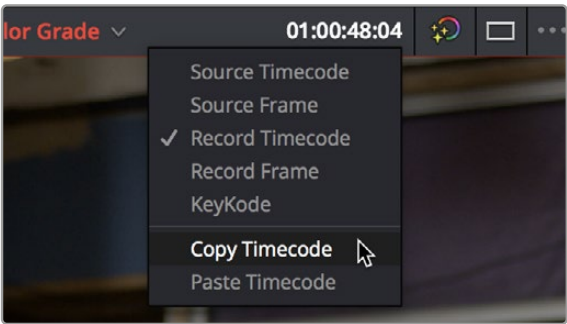 lor Grade
01:00:48:04
Source Timecode
Source Frame
Record Timecode
Record Frame
KeyKode
Copy Timecode
Paste Timecode